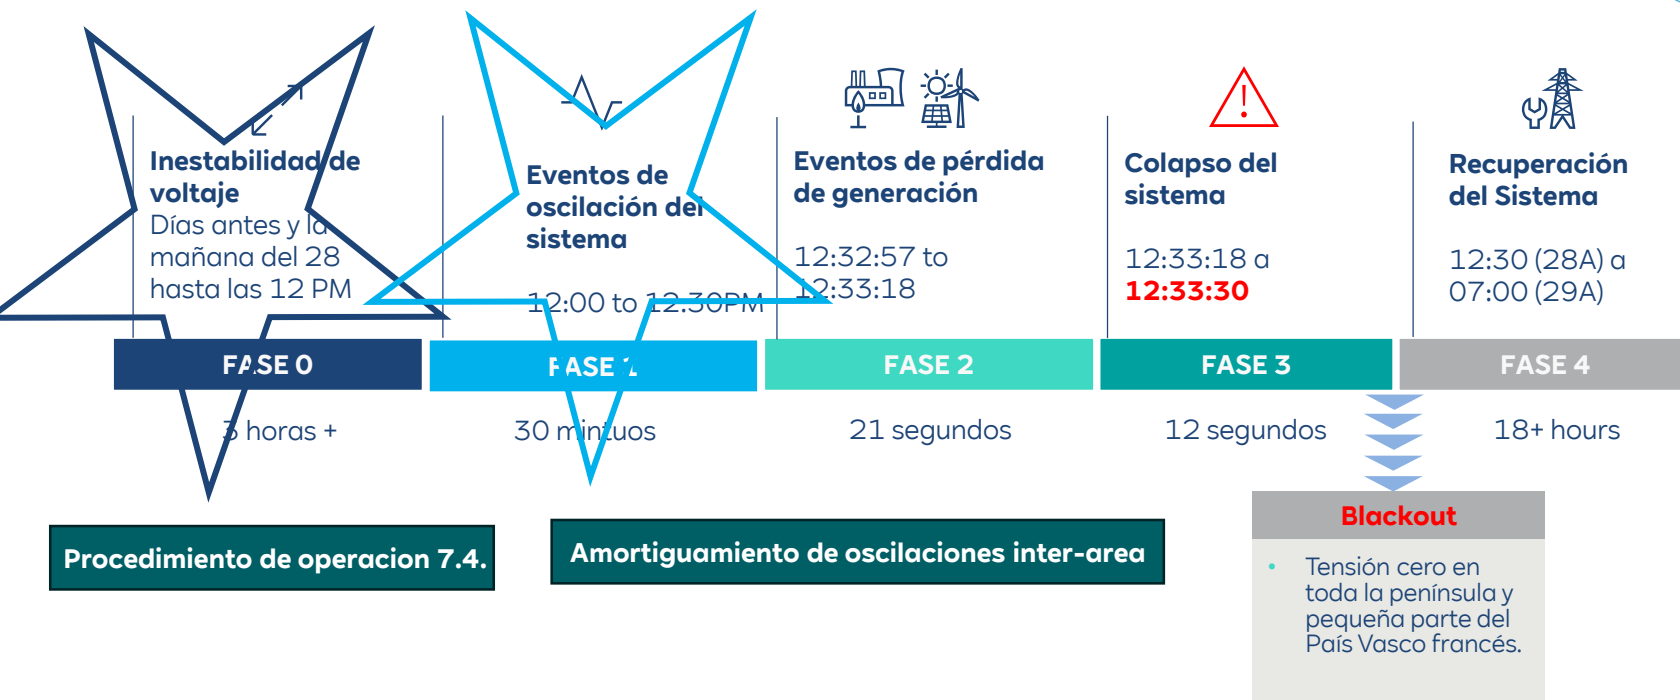 Inestabilidad de
voltaje
Días antes y la
mañana del 28
hasta las 12 PM
Eventos de
oscilación del
sistema
12:00 to 12.30PM
Eventos de pérdida
de generación
12:32:57 to
12:33:18
Colapso del
sistema
12:33:18 a
12:33:30
Recuperación
del Sistema
12:30 (28A) a
07:00 (29A)
FASE 0
FASE 1
FASE 2
FASE 3
FASE 4
3 horas +
30 mintuos
21 segundos
12 segundos
18+ hours
Procedimiento de operacion 7.4.
Amortiguamiento de oscilaciones inter-area
Blackout
• Tensión cero en
toda la península y
pequeña parte del
País Vasco francés.